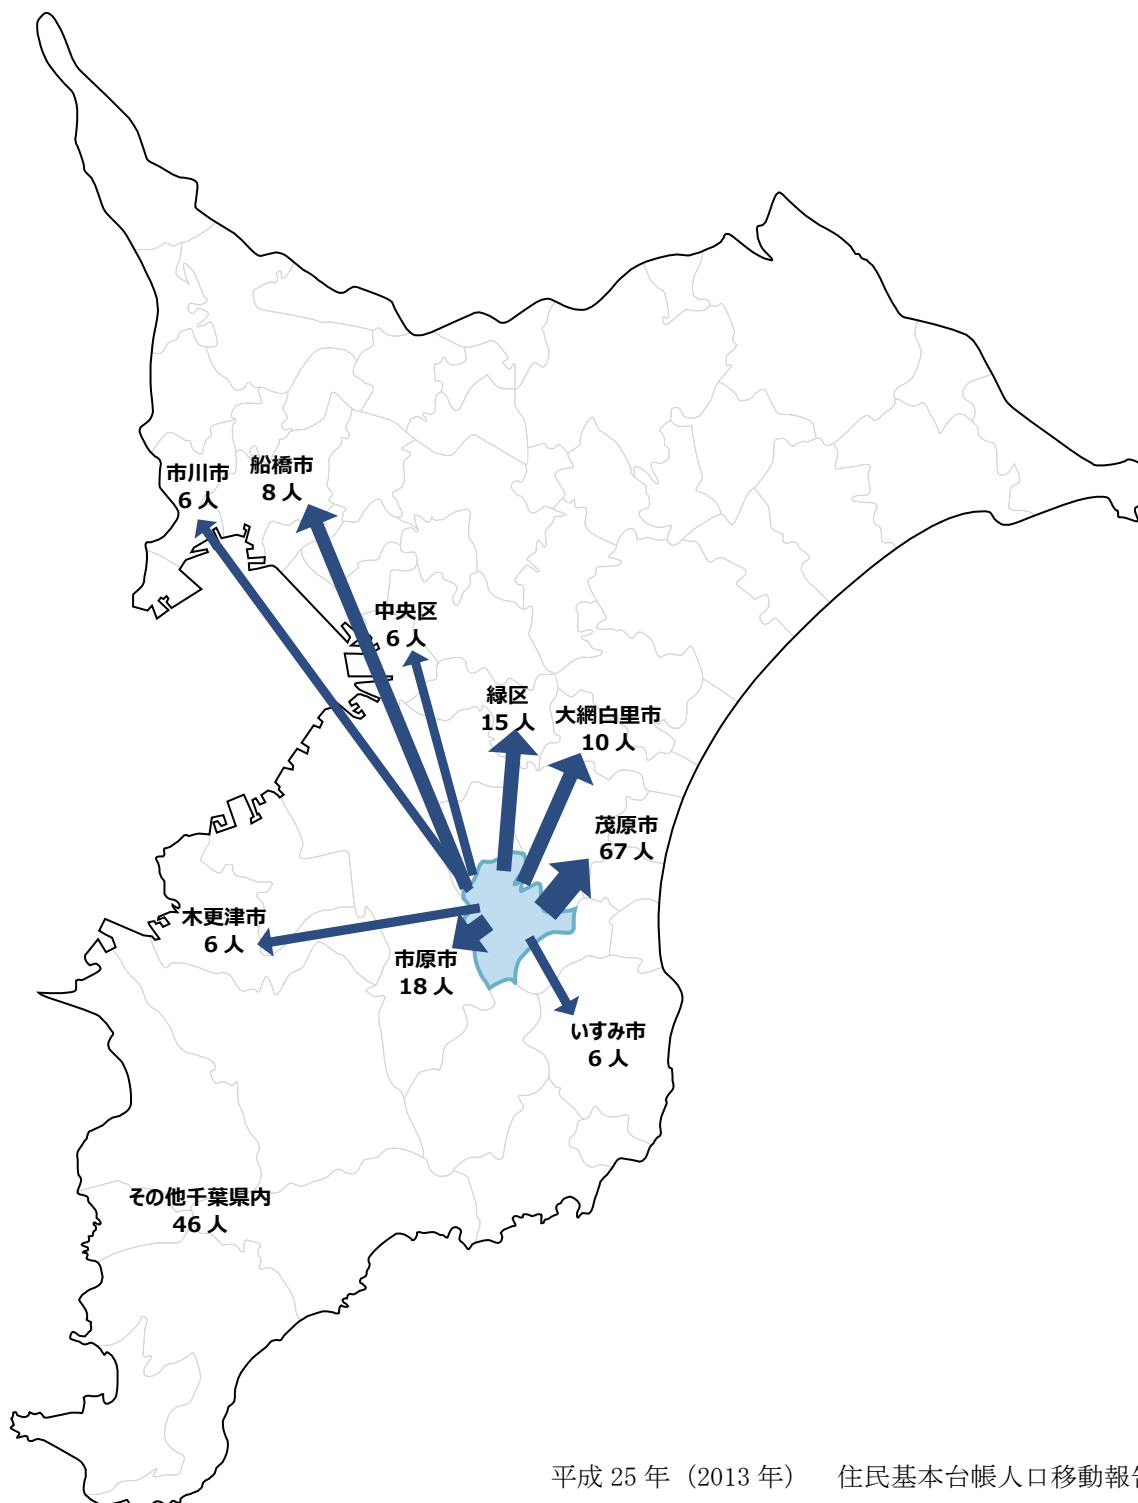 市川市
6 人
船橋市
8 人
中央区
6 人
緑区
15 人
大網白里市
10 人
茂原市
67 人
木更津市
6 人
市原市
18 人
いすみ市
6 人
その他千葉県内
46 人
平成 25 年（2013 年）　住民基本台帳人口移動報告